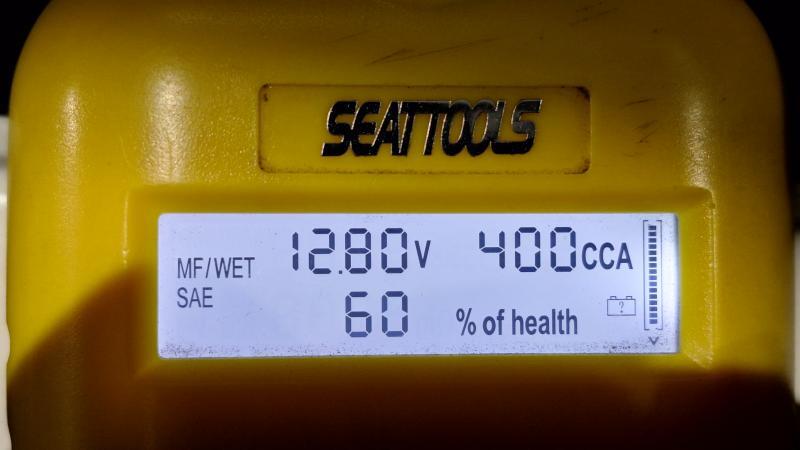 SEATTOOLS
MF/WET 12.80V 400CCA
SAE 60 % of health
?